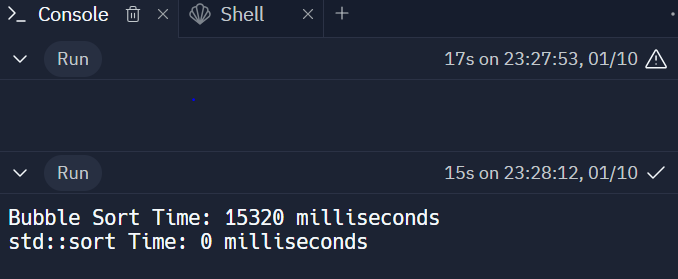 Console Shell
Run 17s on 23:27:53, 01/10
Run 15s on 23:28:12, 01/10
Bubble Sort Time: 15320 milliseconds
std::sort Time: 0 milliseconds